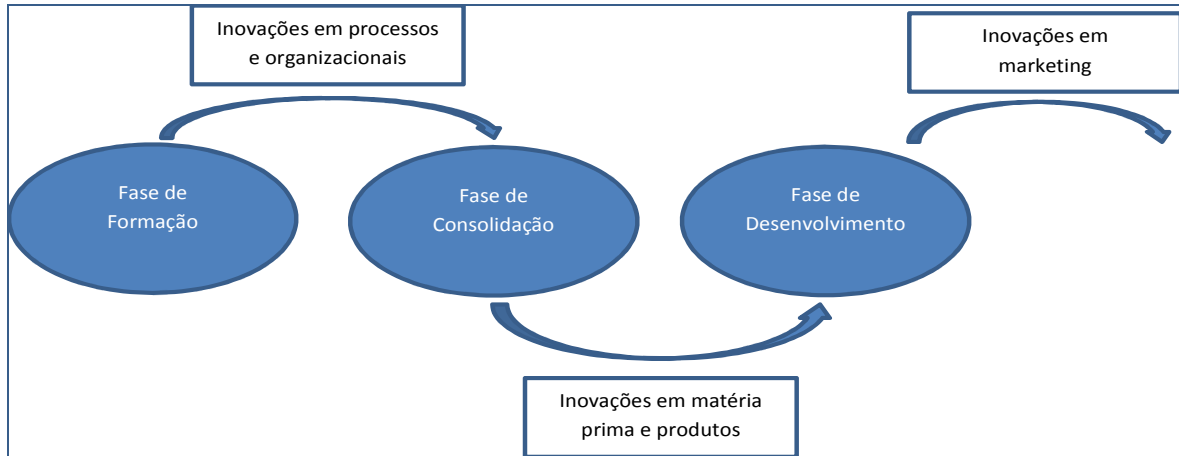 Inovações em processos
e organizacionais
Inovações em
marketing
Fase de
Formação
Fase de
Consolidação
Fase de
Desenvolvimento
Inovações em matéria
prima e produtos